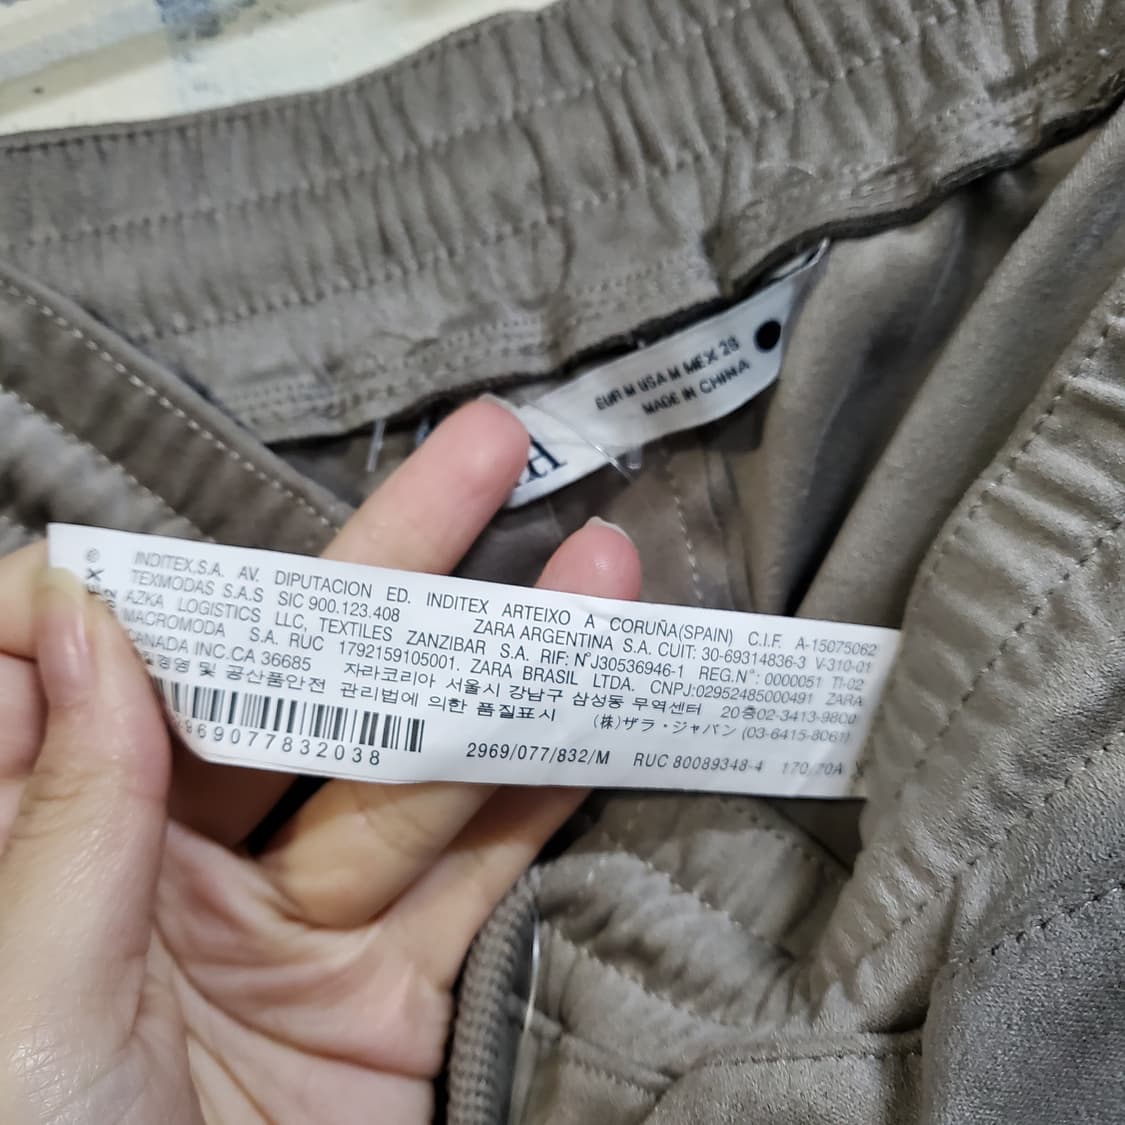 EUR M USA M MEX 28
MADE IN CHINA
INDITEX.S.A. AV. DIPUTACION ED. INDITEX ARTEIXO A CORUÑA(SPAIN) C.I.F. A-15075062
TEXMODAS S.A.S SIC 900.123.408 ZARA ARGENTINA S.A. CUIT: 30-69314836-3 V-310-01
AZKA LOGISTICS LLC, TEXTILES ZANZIBAR S.A. RIF: N°J30536946-1 REG.N°: 0000051 TI-02
MACROMODA S.A. RUC 1792159105001. ZARA BRASIL LTDA. CNPJ:02952485000491 ZARA
CANADA INC.CA 36685 자라코리아 서울시 강남구 삼성동 무역센터 20층02-3413-9800
및 공산품안전 관리법에 의한 품질표시 (株)ザラ・ジャパン (03-6415-8061)
969077832038 2969/077/832/M RUC 80089348-4 170/70A